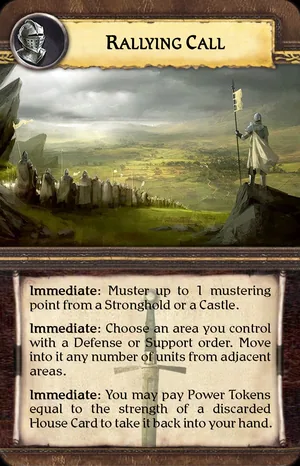 Rallying Call
Immediate: Muster up to 1 mustering
point from a Stronghold or a Castle.
Immediate: Choose an area you control
with a Defense or Support order. Move
into it any number of units from adjacent
areas.
Immediate: You may pay Power Tokens
equal to the strength of a discarded
House Card to take it back into your hand.